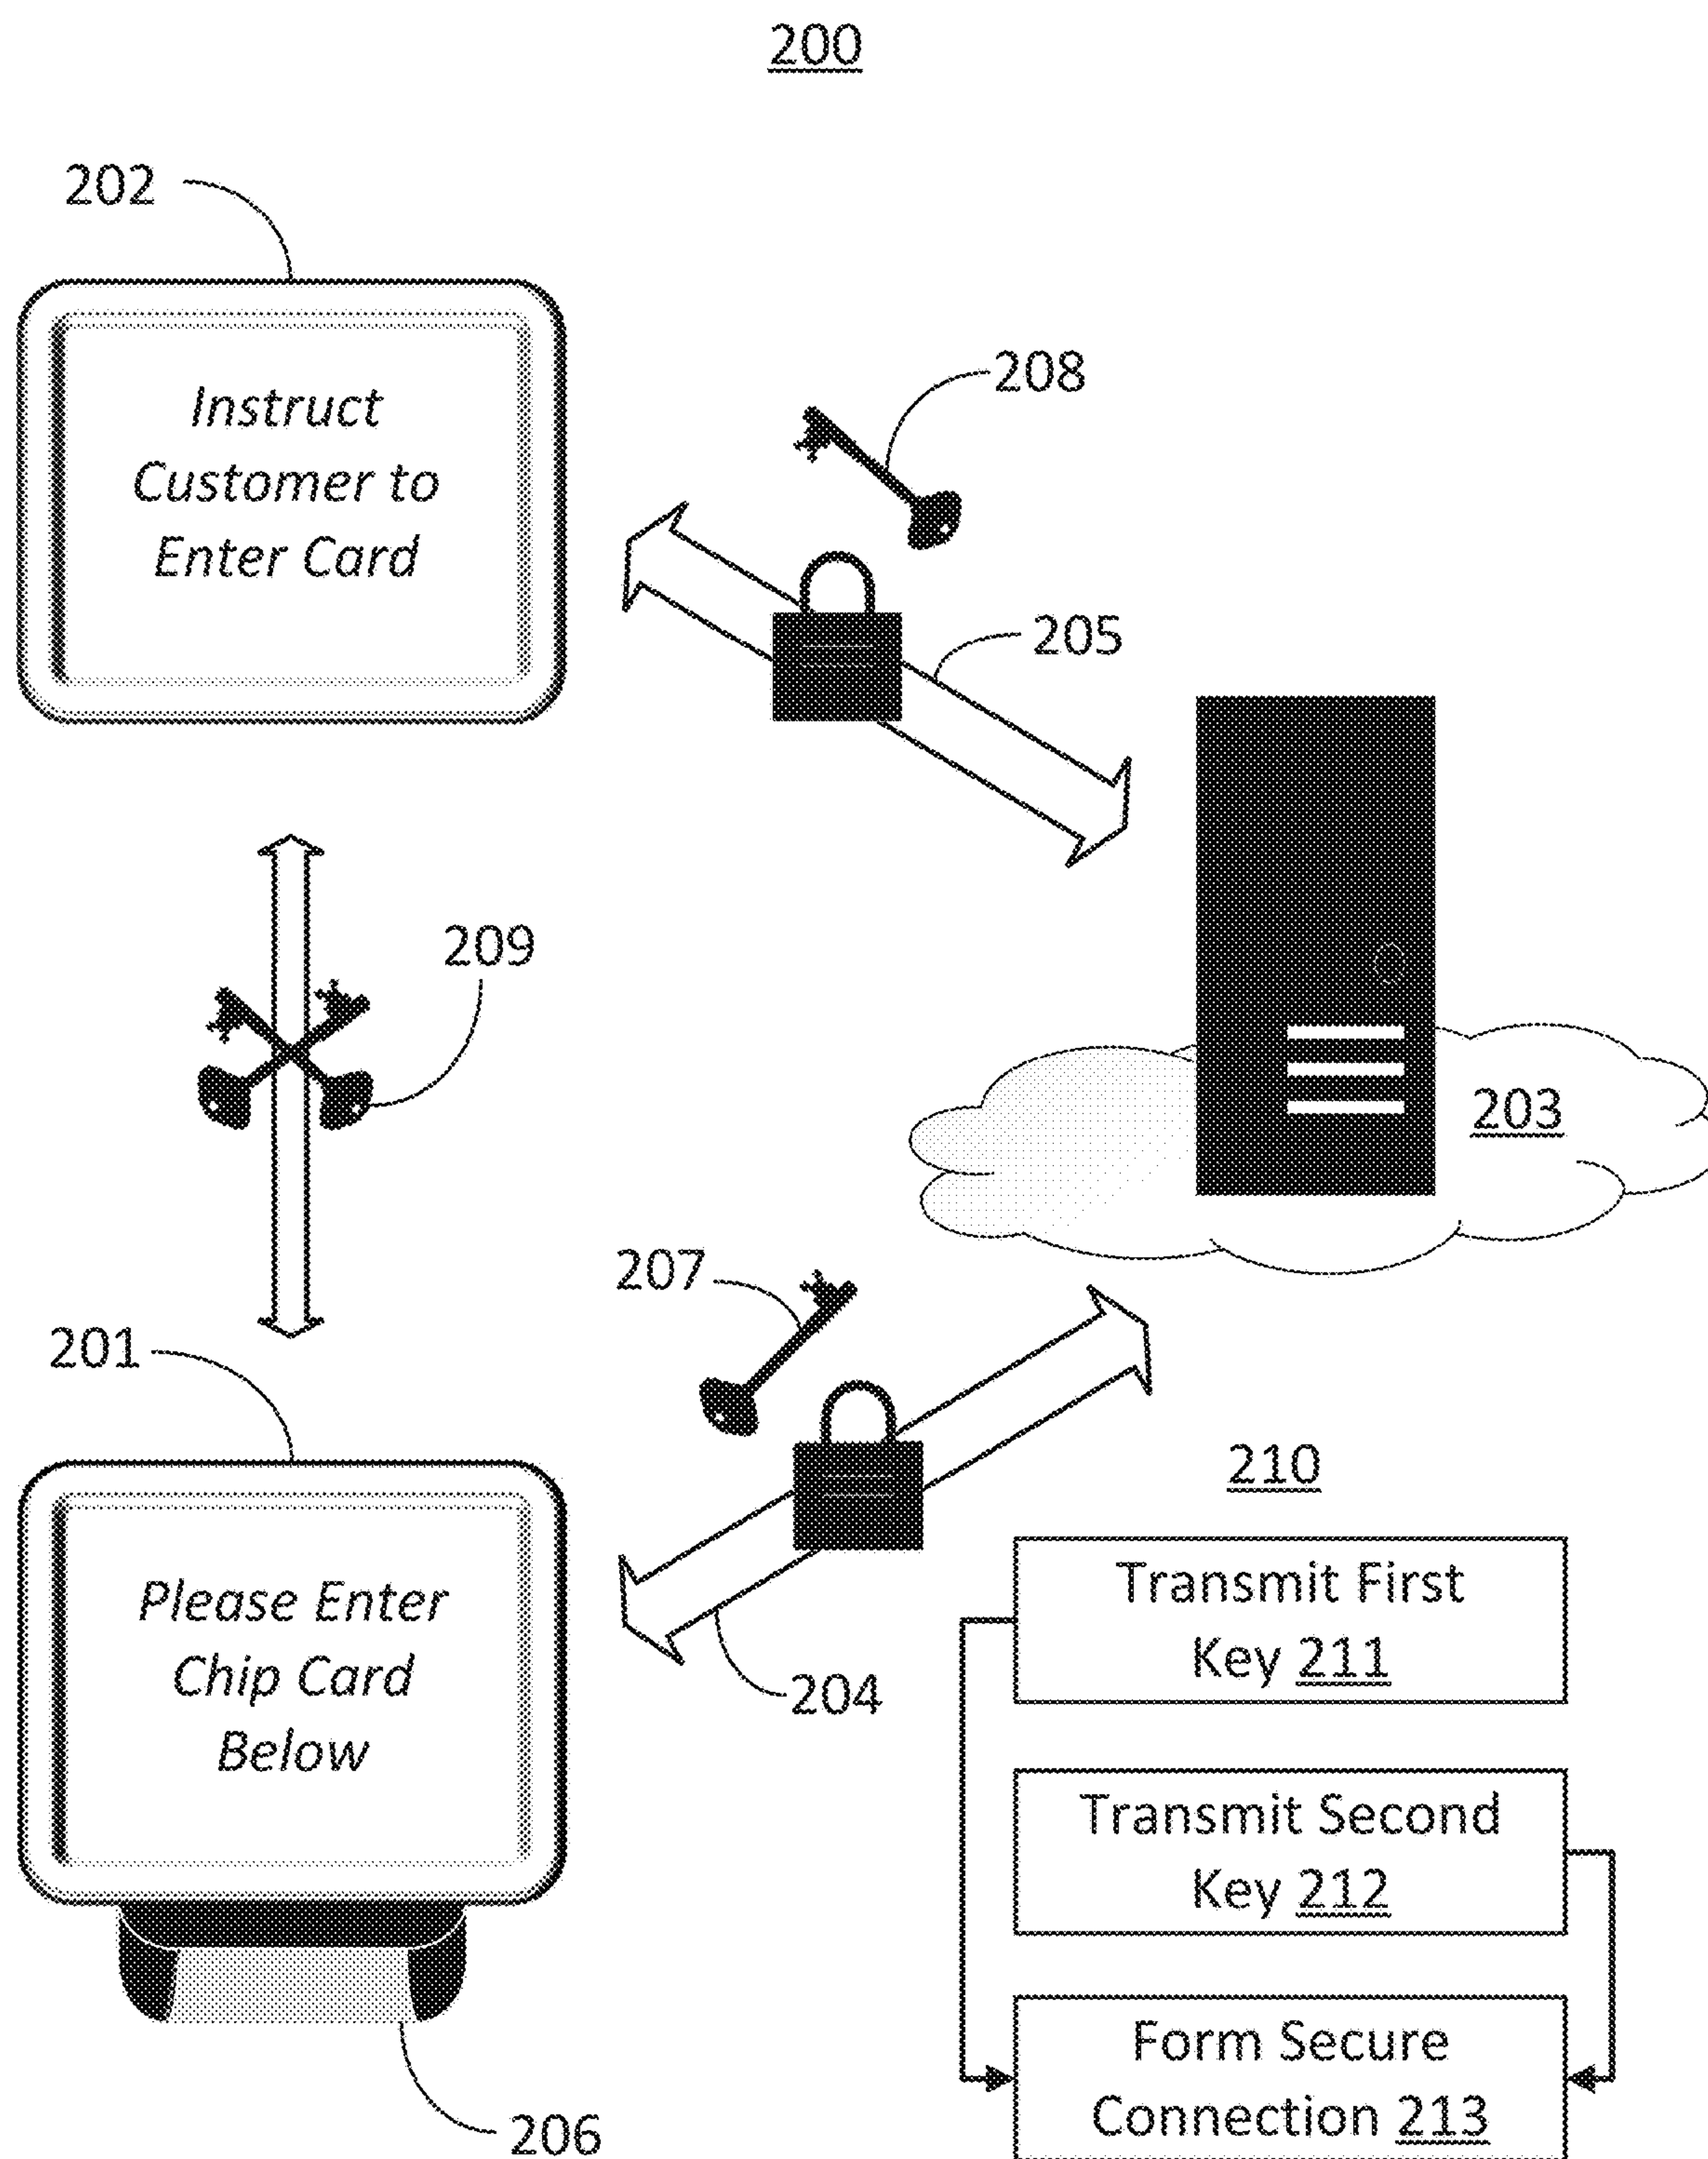 200
202
Instruct
Customer to
Enter Card
208
205
209
203
207
201
210
Please Enter
Chip Card
Below
204
Transmit First
Key 211
Transmit Second
Key 212
Form Secure
Connection 213
206